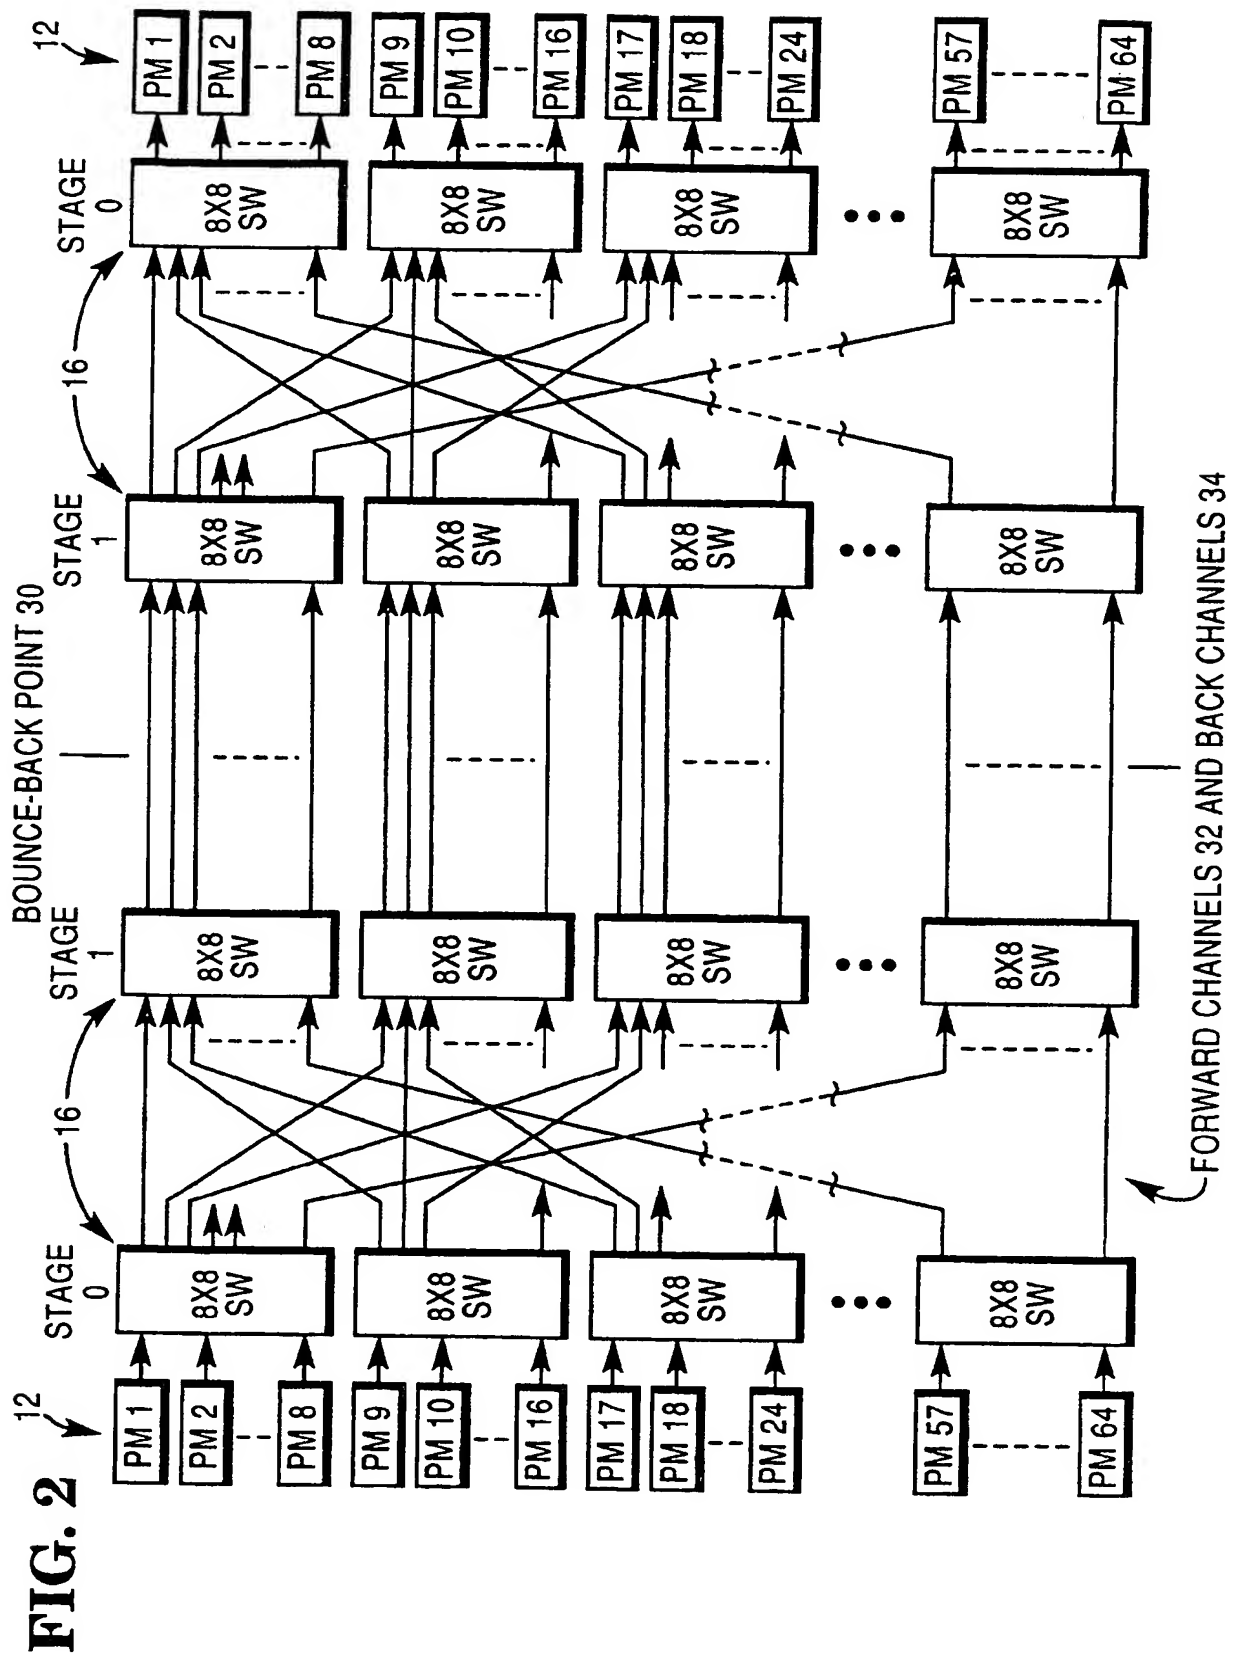 FIG. 2
BOUNCE-BACK POINT 30
12
STAGE
0
16
STAGE
1
STAGE
1
16
STAGE
0
12
PM 1
8X8
SW
8X8
SW
8X8
SW
8X8
SW
PM 1
PM 2
PM 2
PM 8
PM 8
PM 9
8X8
SW
8X8
SW
8X8
SW
8X8
SW
PM 9
PM 10
PM 10
PM 16
PM 16
PM 17
8X8
SW
8X8
SW
8X8
SW
8X8
SW
PM 17
PM 18
PM 18
PM 24
PM 24
PM 57
8X8
SW
8X8
SW
8X8
SW
8X8
SW
PM 57
PM 64
PM 64
FORWARD CHANNELS 32 AND BACK CHANNELS 34